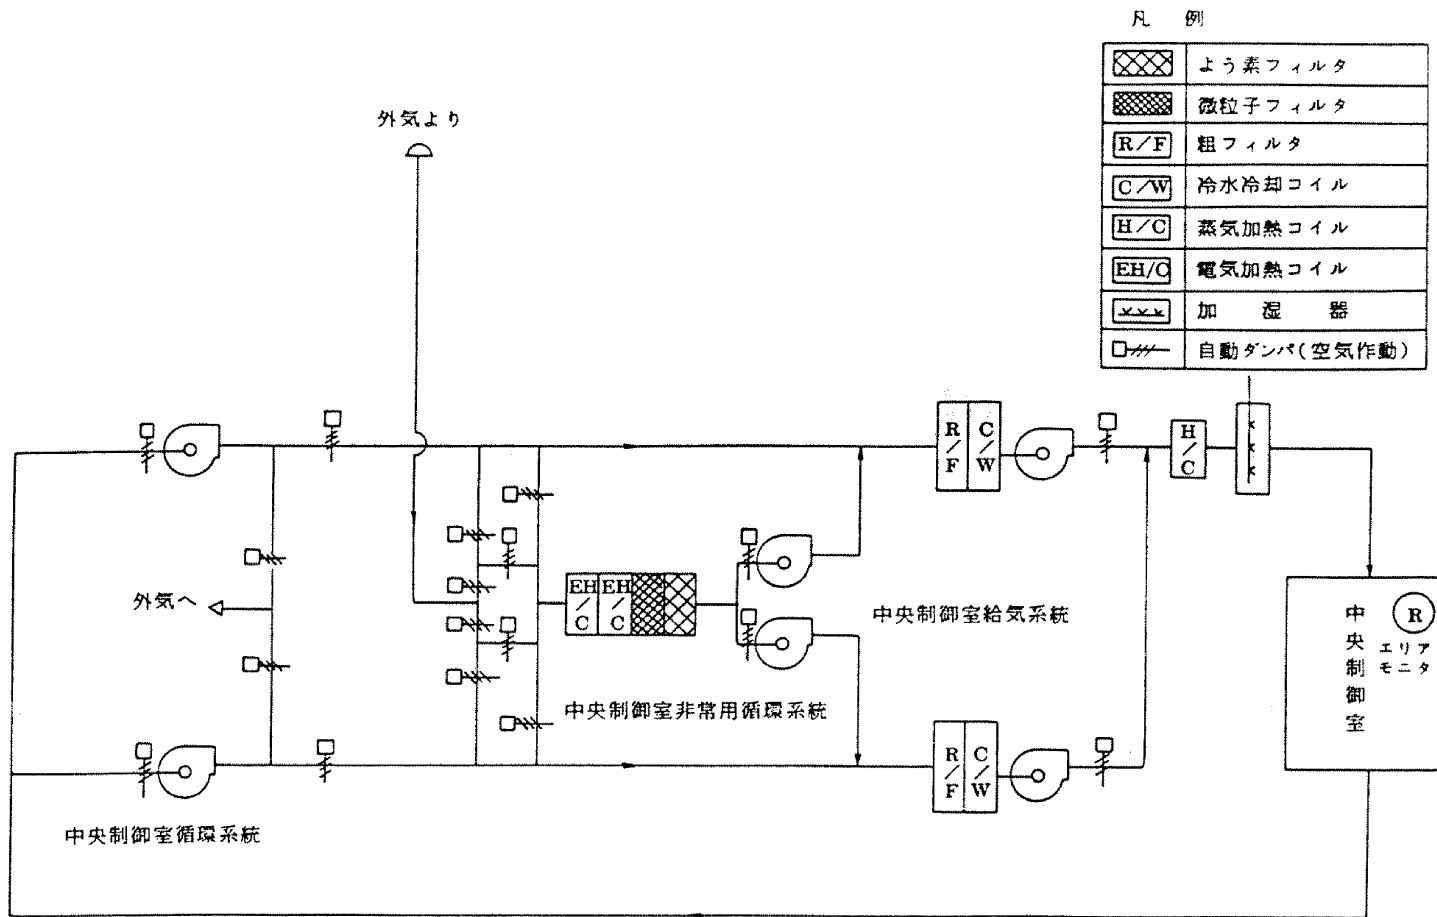 凡例
よう素フィルタ
微粒子フィルタ
R/F 粗フィルタ
C/W 冷水冷却コイル
H/C 蒸気加熱コイル
EH/C 電気加熱コイル
加湿器
自動ダンパ(空気作動)
外気より
R/F
C/W
H/C
外気へ
EH/C
EH/C
中央制御室給気系統
中央制御室
R
エリア
モニタ
中央制御室非常用循環系統
R/F
C/W
中央制御室循環系統